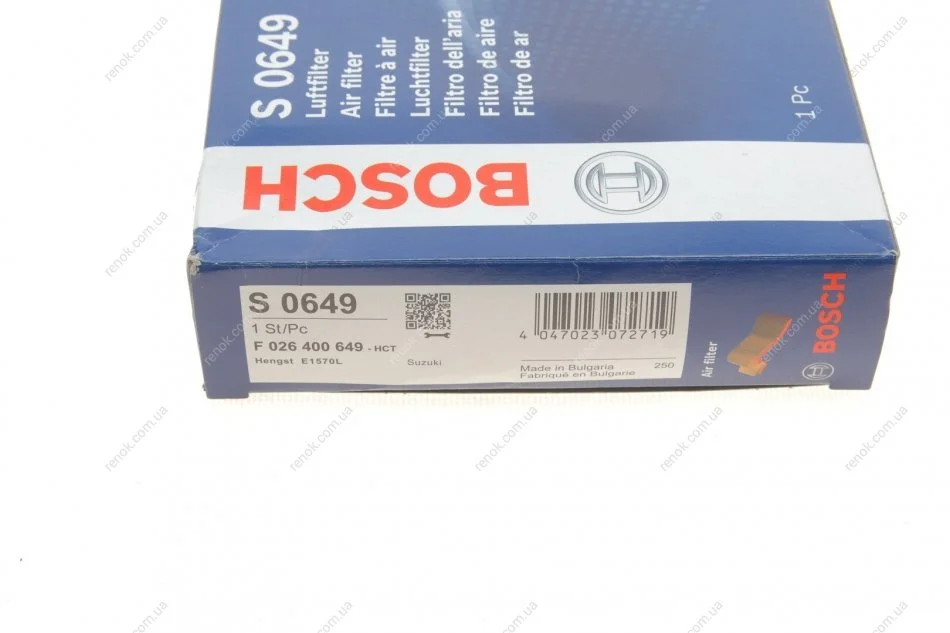 S 0649
Luftfilter
Air filter
Filtre à air
Luchtfilter
Filtro dell'aria
Filtro de aire
Filtro de ar
1 Pc
BOSCH
S 0649
1 St/Pc
F 026 400 649 - HCT
Hengst E1570L
Suzuki
4 047023 072719
Made in Bulgaria
Fabriqué en Bulgarie
250
Air filter
BOSCH
renok.com.ua